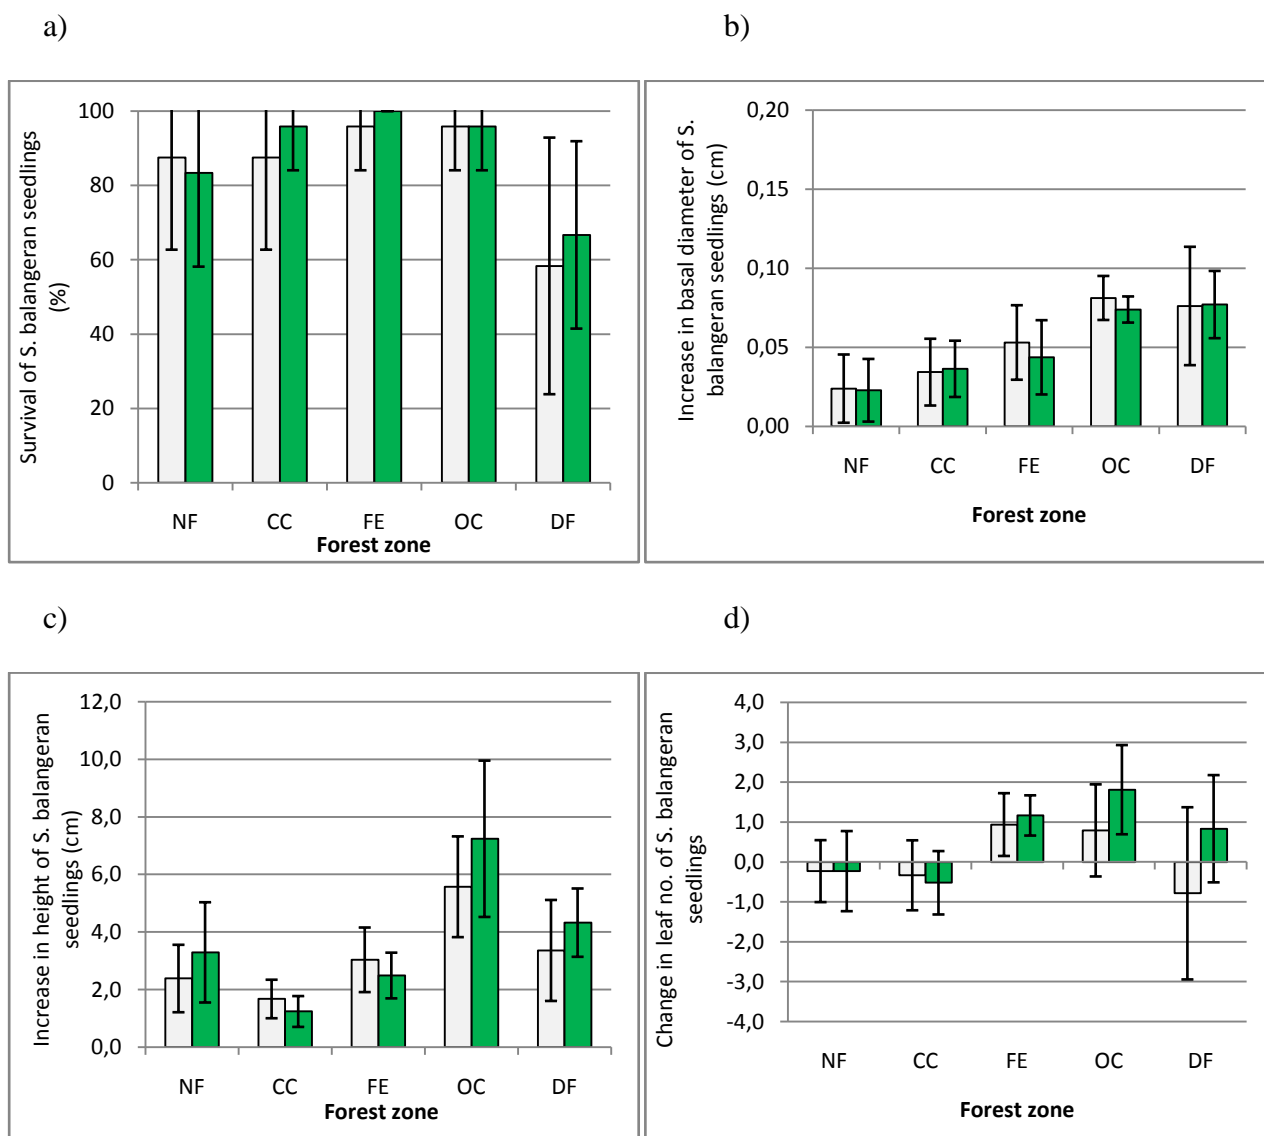 a)
Survival of S. balangeran seedlings
(%)
100
80
60
40
20
0
NF CC FE OC DF
Forest zone
b)
Increase in basal diameter of S.
balangeran seedlings (cm)
0,20
0,15
0,10
0,05
0,00
NF CC FE OC DF
Forest zone
c)
Increase in height of S. balangeran
seedlings (cm)
12,0
10,0
8,0
6,0
4,0
2,0
0,0
NF CC FE OC DF
Forest zone
d)
Change in leaf no. of S. balangeran
seedlings
4,0
3,0
2,0
1,0
0,0
-1,0
-2,0
-3,0
-4,0
NF CC FE OC DF
Forest zone